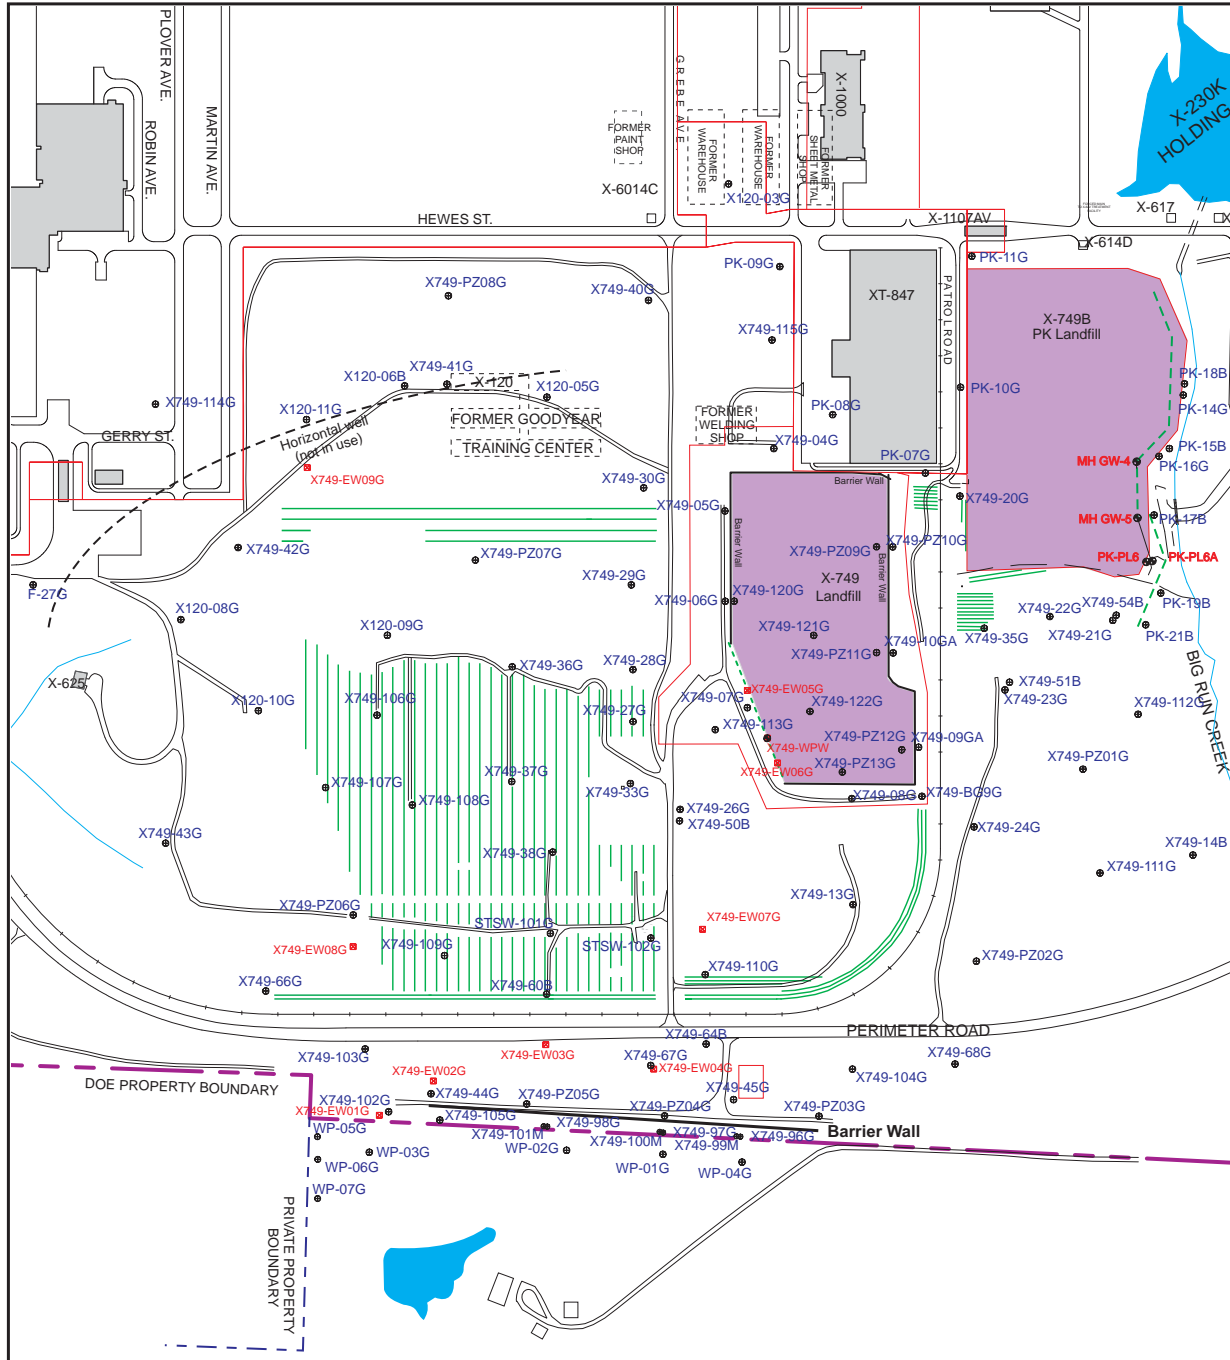 PLOVER AVE.
ROBIN AVE.
MARTIN AVE.
GREBE AVE.
X-1000
X-230K
HOLDING
FORMER
PAINT
SHOP
FORMER
WAREHOUSE
FORMER
WAREHOUSE
FORMER
SHEET METAL
SHOP
X-6014C
X120-03G
HEWES ST.
X-1107AV
X-617
X
X-614D
PK-09G
PK-11G
X749-PZ08G
X749-40G
XT-847
PATROL ROAD
X-749B
PK Landfill
X749-115G
X749-41G
X120-06B
X-120
X120-05G
PK-10G
PK-18B
PK-14G
X749-114G
X120-11G
FORMER GOODYEAR
TRAINING CENTER
FORMER
WELDING
SHOP
PK-08G
GERRY ST.
Horizontal well
(not in use)
X749-04G
PK-15B
PK-16G
PK-07G
MH GW-4
X749-EW09G
Barrier Wall
X749-30G
X749-20G
X749-05G
Barrier Wall
MH GW-5
PK-17B
X749-42G
X749-PZ07G
X749-PZ09G
X749-PZ10G
Barrier Wall
PK-PL6
PK-PL6A
F-27G
X749-29G
X-749
Landfill
X749-06G
X749-120G
PK-19B
X749-22G
X749-54B
X749-21G
X120-08G
X120-09G
X749-121G
X749-10GA
X749-35G
PK-21B
X749-PZ11G
X749-36G
X749-28G
BIG RUN CREEK
X-625
X749-EW05G
X749-51B
X749-23G
X120-10G
X749-106G
X749-27G
X749-07G
X749-122G
X749-112G
X749-113G
X749-WPW
X749-PZ12G
X749-09GA
X749-EW06G
X749-PZ13G
X749-PZ01G
X749-107G
X749-37G
X749-33G
X749-108G
X749-08G
X749-BG9G
X749-26G
X749-50B
X749-24G
X749-43G
X749-38G
X749-14B
X749-111G
X749-13G
X749-PZ06G
STSW-101G
X749-EW07G
X749-EW08G
X749-109G
STSW-102G
X749-PZ02G
X749-110G
X749-66G
X749-60B
PERIMETER ROAD
X749-64B
X749-103G
X749-EW03G
X749-67G
X749-EW04G
X749-68G
X749-104G
X749-EW02G
DOE PROPERTY BOUNDARY
X749-44G
X749-PZ05G
X749-45G
X749-102G
X749-EW01G
X749-105G
X749-98G
X749-PZ04G
X749-PZ03G
WP-05G
X749-101M
X749-97G
X749-96G
Barrier Wall
X749-100M
X749-99M
WP-03G
WP-02G
WP-06G
WP-01G
WP-04G
WP-07G
PRIVATE PROPERTY
BOUNDARY